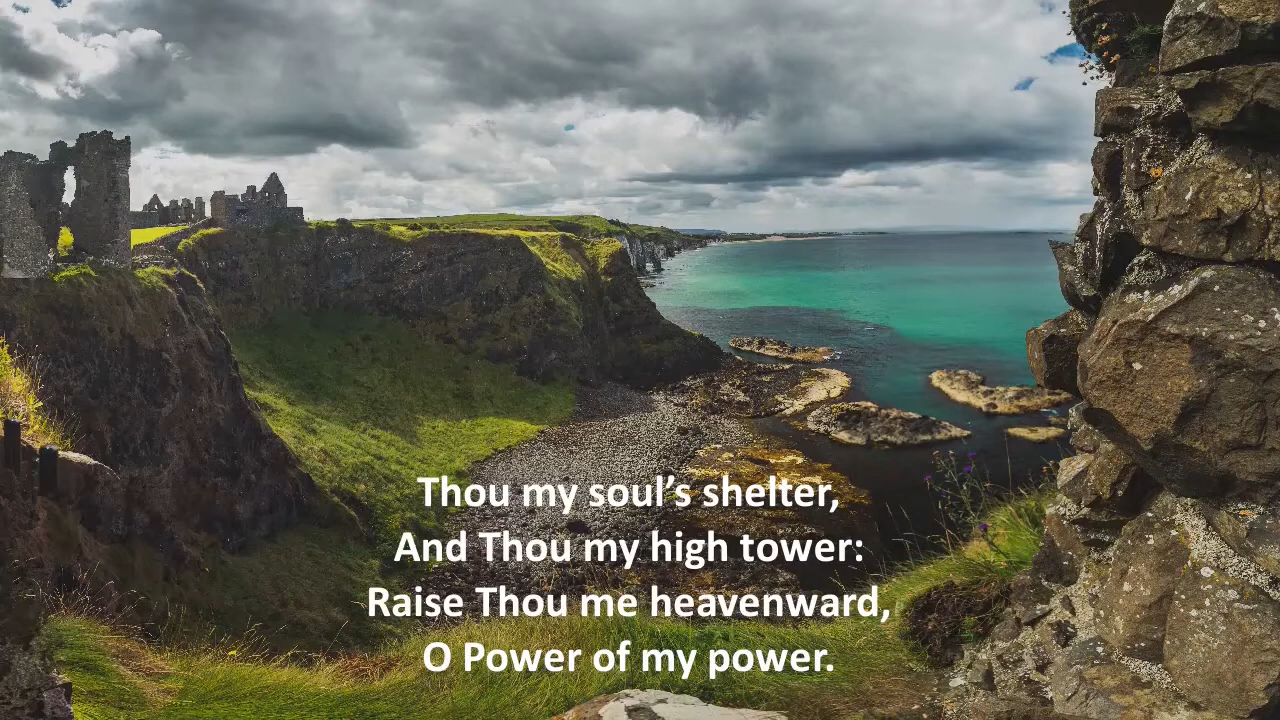 Thou my soul’s shelter,
And Thou my high tower:
Raise Thou me heavenward,
O Power of my power.